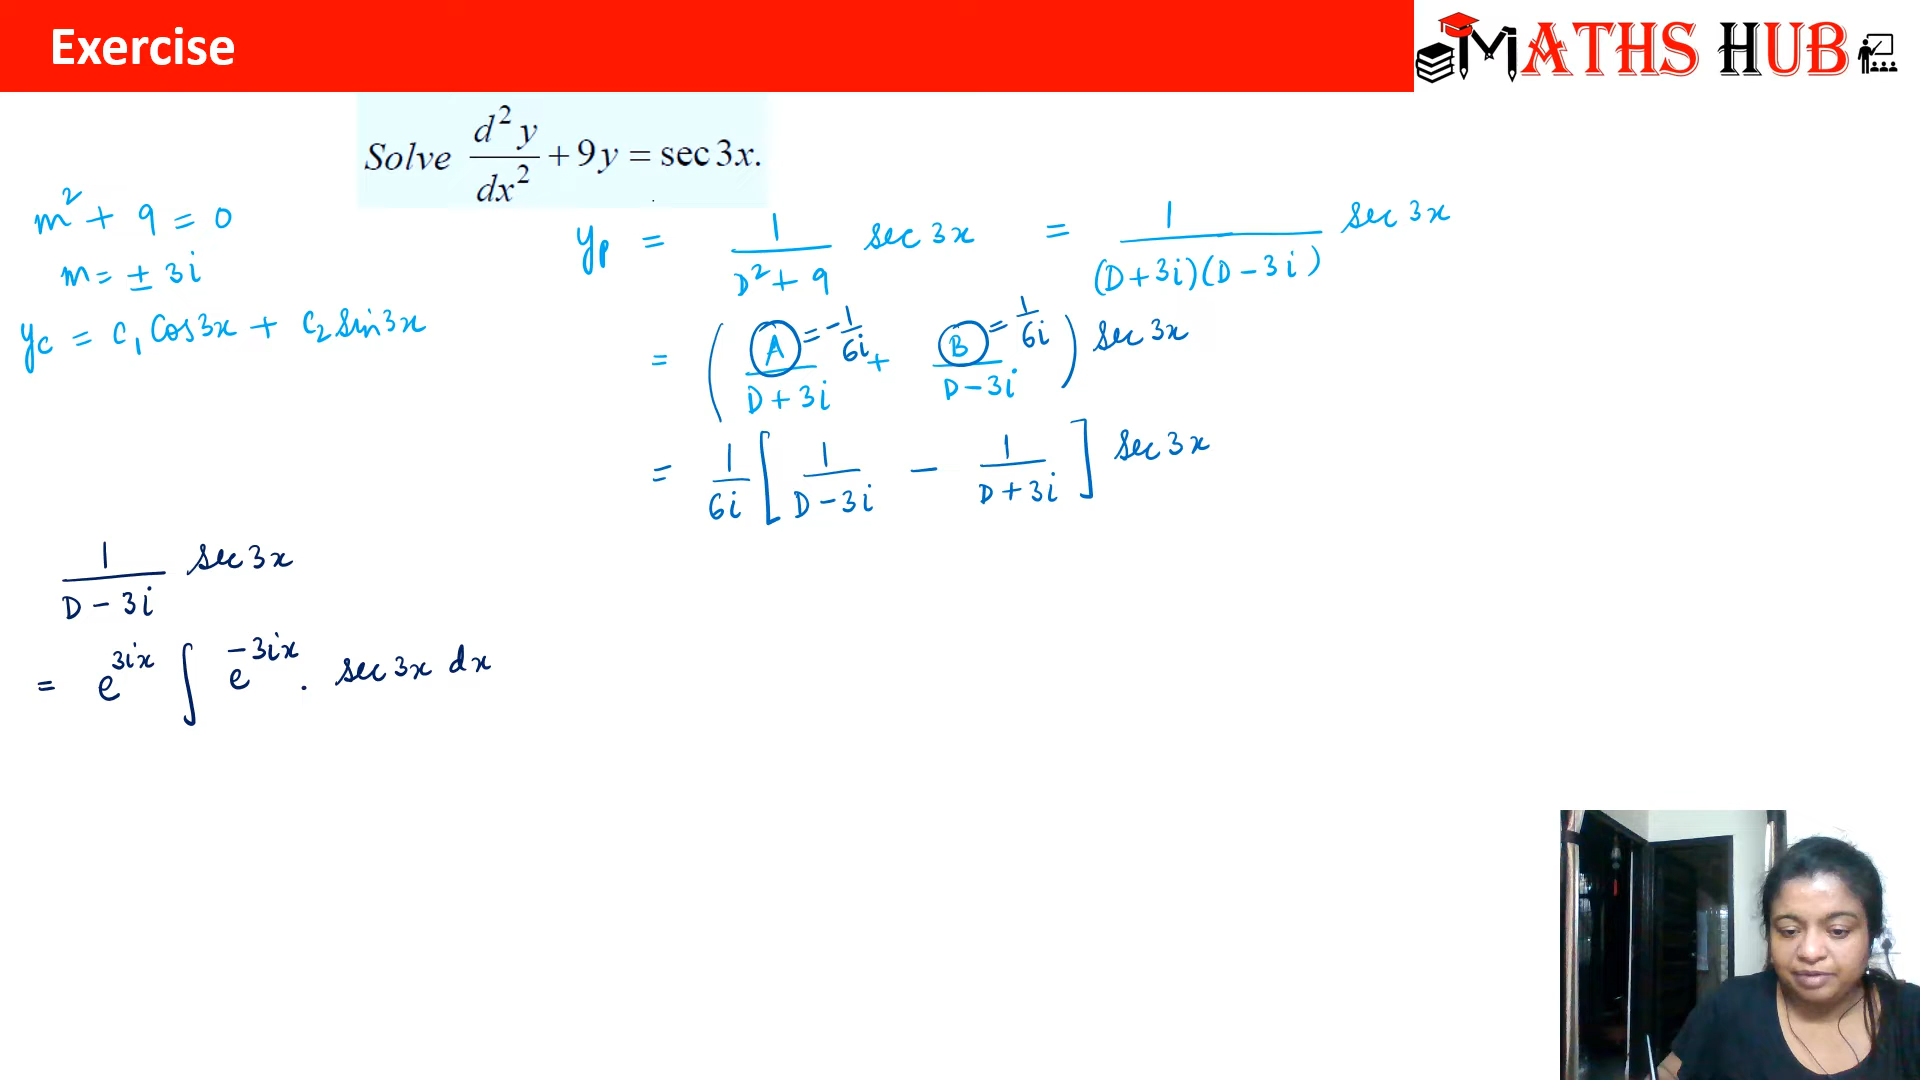 Exercise
MATHS HUB
Solve d²y/dx² + 9y = sec 3x.
m² + 9 = 0
m = ± 3i
y_c = c₁ cos3x + c₂ sin3x
y_p = 1/(D² + 9) sec 3x = 1/((D+3i)(D−3i)) sec 3x
= ( A/(D+3i) + B/(D−3i) ) sec 3x
A = −1/6i
B = 1/6i
= 1/6i [ 1/(D−3i) − 1/(D+3i) ] sec 3x
1/(D−3i) sec 3x
= e^{3ix} ∫ e^{−3ix} . sec 3x dx